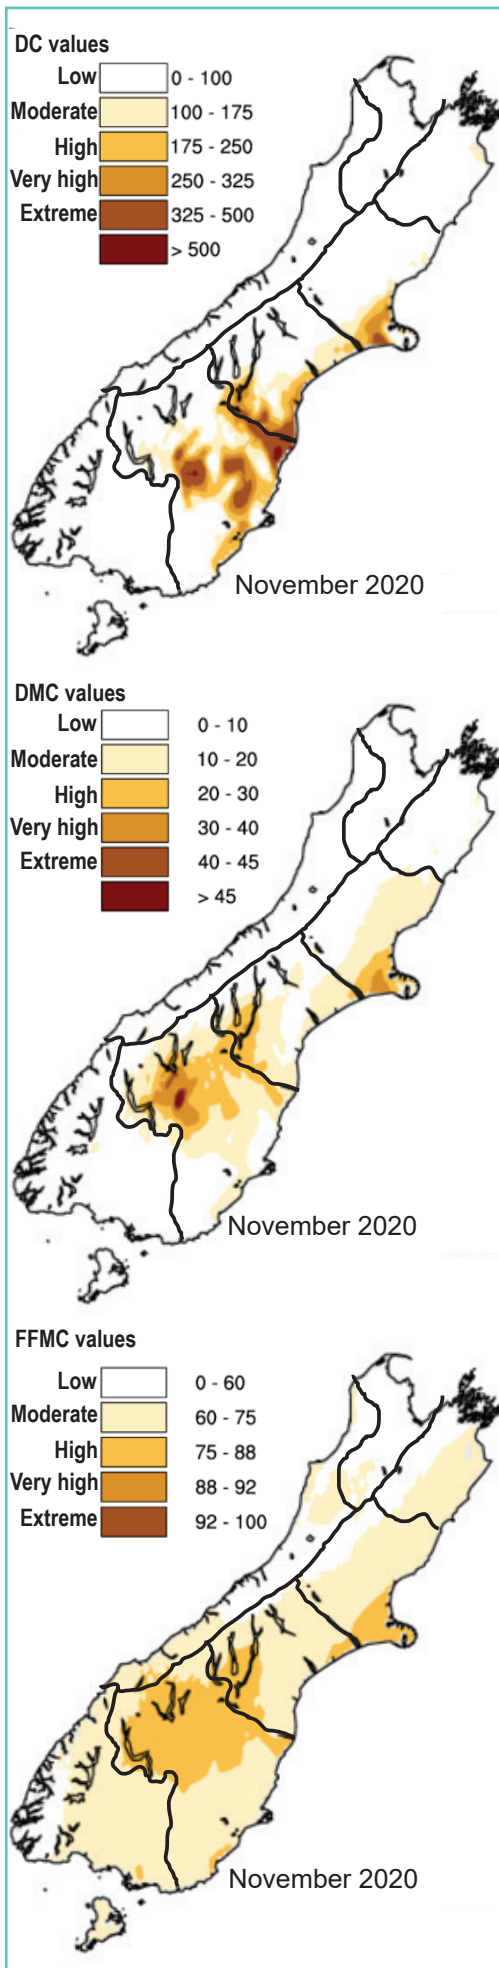 DC values
Low 0 - 100
Moderate 100 - 175
High 175 - 250
Very high 250 - 325
Extreme 325 - 500
> 500
November 2020
DMC values
Low 0 - 10
Moderate 10 - 20
High 20 - 30
Very high 30 - 40
Extreme 40 - 45
> 45
November 2020
FFMC values
Low 0 - 60
Moderate 60 - 75
High 75 - 88
Very high 88 - 92
Extreme 92 - 100
November 2020